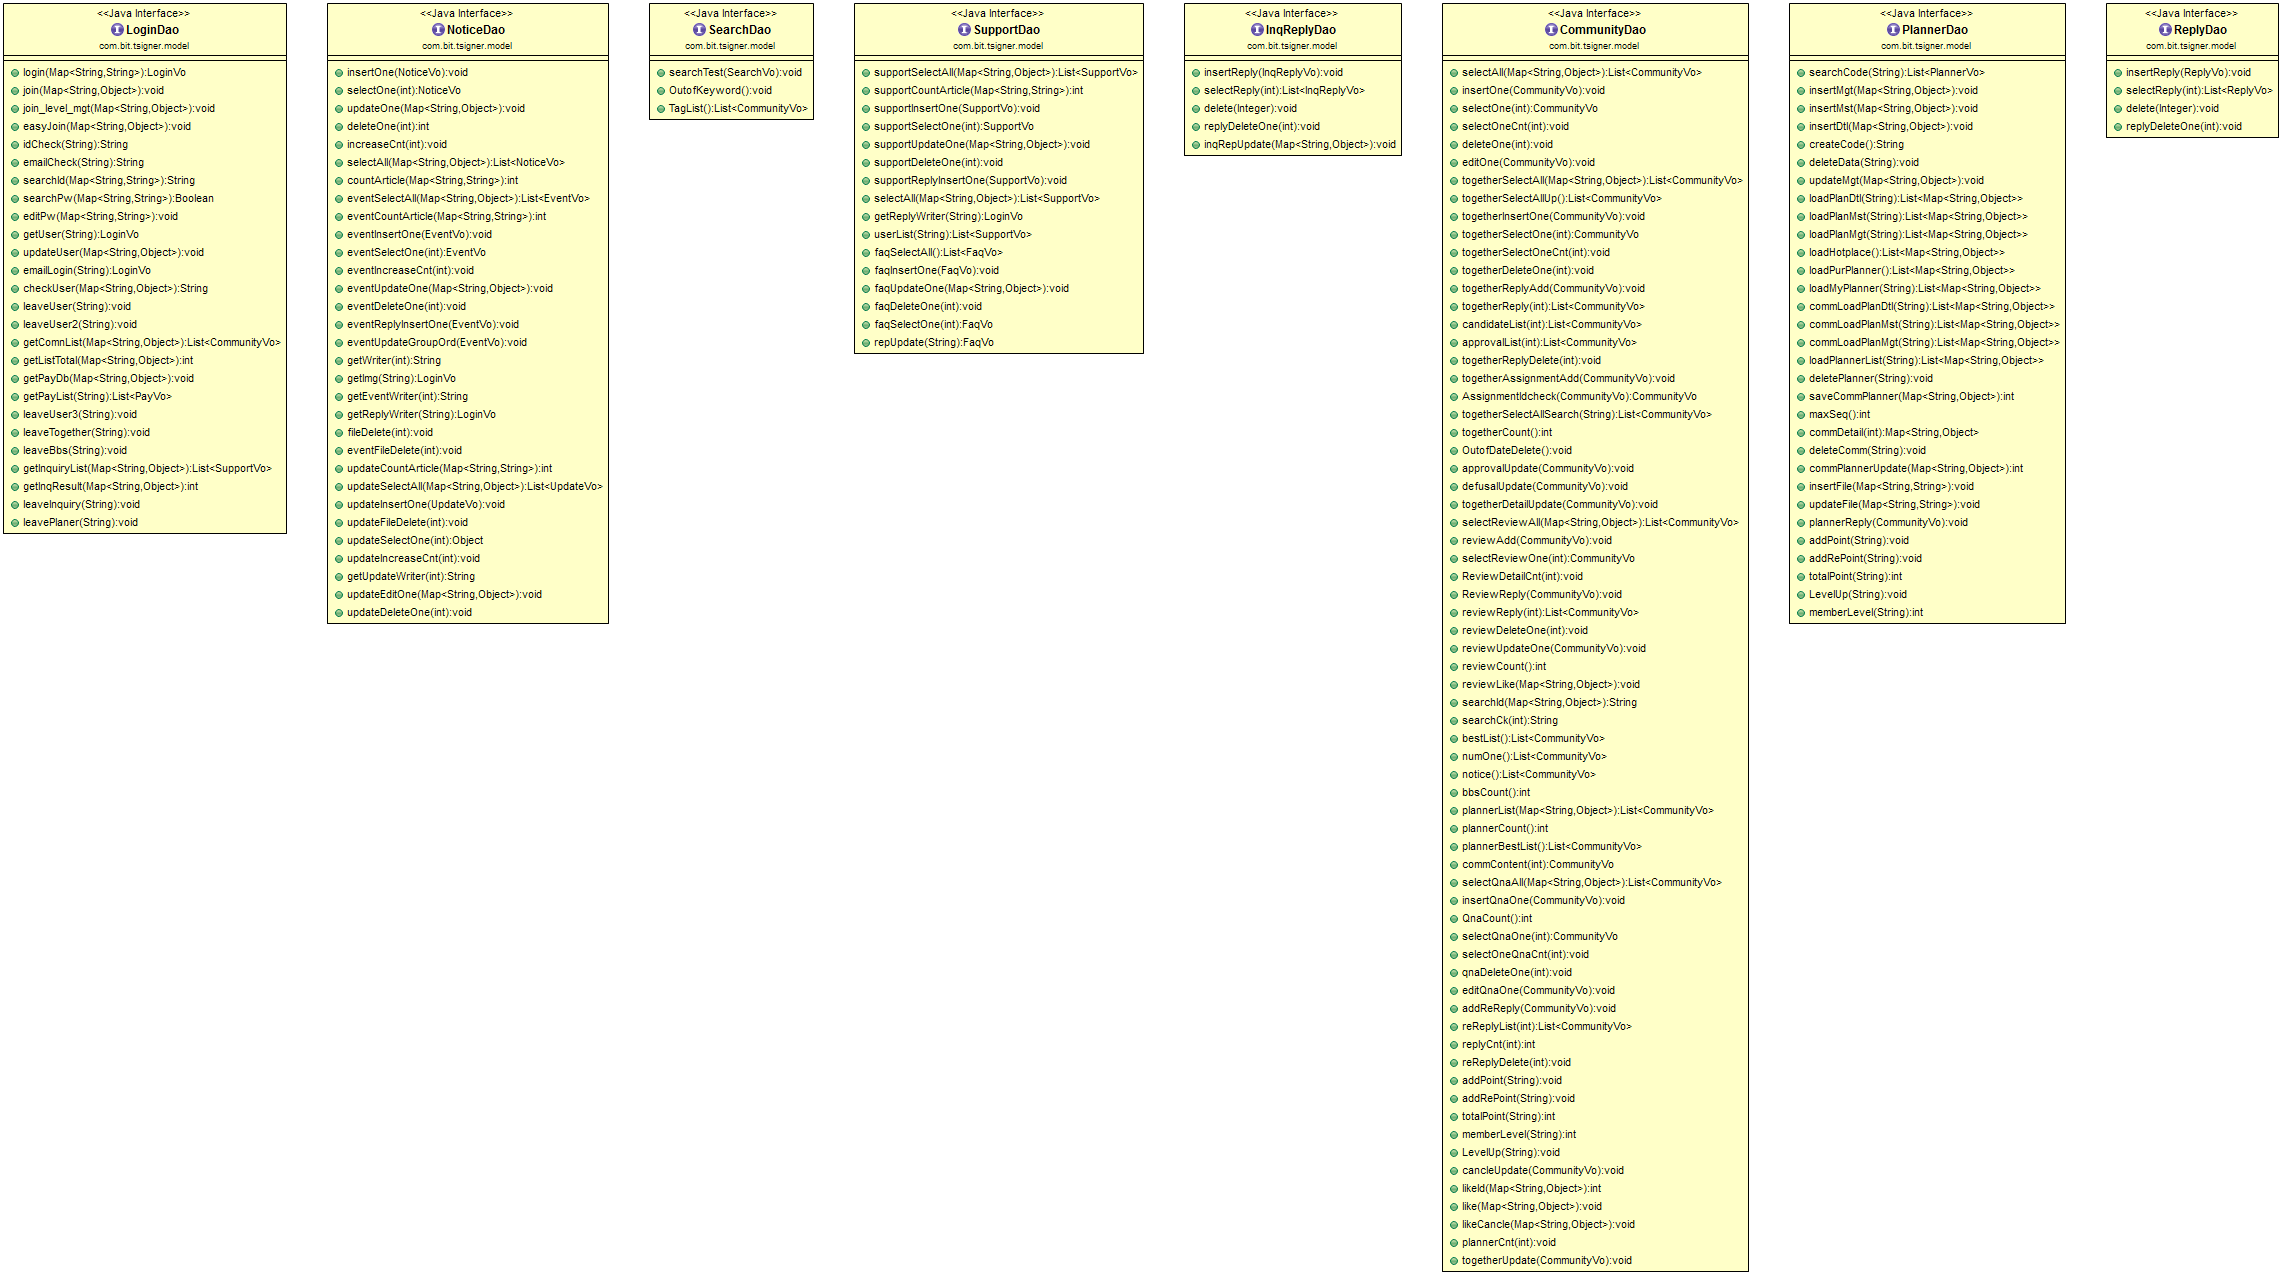 <<Java Interface>>
LoginDao
com.bit.tsigner.model
login(Map<String,String>):LoginVo
join(Map<String,Object>):void
join_level_mgt(Map<String,Object>):void
easyJoin(Map<String,Object>):void
idCheck(String):String
emailCheck(String):String
searchId(Map<String,String>):String
searchPw(Map<String,String>):Boolean
editPw(Map<String,String>):void
getUser(String):LoginVo
updateUser(Map<String,Object>):void
emailLogin(String):LoginVo
checkUser(Map<String,Object>):String
leaveUser(String):void
leaveUser2(String):void
getComnList(Map<String,Object>):List<CommunityVo>
getListTotal(Map<String,Object>):int
getPayDb(Map<String,Object>):void
getPayList(String):List<PayVo>
leaveUser3(String):void
leaveTogether(String):void
leaveBbs(String):void
getInquiryList(Map<String,Object>):List<SupportVo>
getInqResult(Map<String,Object>):int
leaveInquiry(String):void
leavePlaner(String):void
<<Java Interface>>
NoticeDao
com.bit.tsigner.model
insertOne(NoticeVo):void
selectOne(int):NoticeVo
updateOne(Map<String,Object>):void
deleteOne(int):int
increaseCnt(int):void
selectAll(Map<String,Object>):List<NoticeVo>
countArticle(Map<String,String>):int
eventSelectAll(Map<String,Object>):List<EventVo>
eventCountArticle(Map<String,String>):int
eventInsertOne(EventVo):void
eventSelectOne(int):EventVo
eventIncreaseCnt(int):void
eventUpdateOne(Map<String,Object>):void
eventDeleteOne(int):void
eventReplyInsertOne(EventVo):void
eventUpdateGroupOrd(EventVo):void
getWriter(int):String
getImg(String):LoginVo
getEventWriter(int):String
getReplyWriter(String):LoginVo
fileDelete(int):void
eventFileDelete(int):void
updateCountArticle(Map<String,String>):int
updateSelectAll(Map<String,Object>):List<UpdateVo>
updateInsertOne(UpdateVo):void
updateFileDelete(int):void
updateSelectOne(int):Object
updateIncreaseCnt(int):void
getUpdateWriter(int):String
updateEditOne(Map<String,Object>):void
updateDeleteOne(int):void
<<Java Interface>>
SearchDao
com.bit.tsigner.model
searchTest(SearchVo):void
OutofKeyword():void
TagList():List<CommunityVo>
<<Java Interface>>
SupportDao
com.bit.tsigner.model
supportSelectAll(Map<String,Object>):List<SupportVo>
supportCountArticle(Map<String,String>):int
supportInsertOne(SupportVo):void
supportSelectOne(int):SupportVo
supportUpdateOne(Map<String,Object>):void
supportDeleteOne(int):void
supportReplyInsertOne(SupportVo):void
selectAll(Map<String,Object>):List<SupportVo>
getReplyWriter(String):LoginVo
userList(String):List<SupportVo>
faqSelectAll():List<FaqVo>
faqInsertOne(FaqVo):void
faqUpdateOne(Map<String,Object>):void
faqDeleteOne(int):void
faqSelectOne(int):FaqVo
repUpdate(String):FaqVo
<<Java Interface>>
InqReplyDao
com.bit.tsigner.model
insertReply(InqReplyVo):void
selectReply(int):List<InqReplyVo>
delete(Integer):void
replyDeleteOne(int):void
inqRepUpdate(Map<String,Object>):void
<<Java Interface>>
CommunityDao
com.bit.tsigner.model
selectAll(Map<String,Object>):List<CommunityVo>
insertOne(CommunityVo):void
selectOne(int):CommunityVo
selectOneCnt(int):void
deleteOne(int):void
editOne(CommunityVo):void
togetherSelectAll(Map<String,Object>):List<CommunityVo>
togetherSelectAllUp():List<CommunityVo>
togetherInsertOne(CommunityVo):void
togetherSelectOne(int):CommunityVo
togetherSelectOneCnt(int):void
togetherDeleteOne(int):void
togetherReplyAdd(CommunityVo):void
togetherReply(int):List<CommunityVo>
candidateList(int):List<CommunityVo>
approvalList(int):List<CommunityVo>
togetherReplyDelete(int):void
togetherAssignmentAdd(CommunityVo):void
AssignmentIdcheck(CommunityVo):CommunityVo
togetherSelectAllSearch(String):List<CommunityVo>
togetherCount():int
OutofDateDelete():void
approvalUpdate(CommunityVo):void
defusalUpdate(CommunityVo):void
togetherDetailUpdate(CommunityVo):void
selectReviewAll(Map<String,Object>):List<CommunityVo>
reviewAdd(CommunityVo):void
selectReviewOne(int):CommunityVo
ReviewDetailCnt(int):void
ReviewReply(CommunityVo):void
reviewReply(int):List<CommunityVo>
reviewDeleteOne(int):void
reviewUpdateOne(CommunityVo):void
reviewCount():int
reviewLike(Map<String,Object>):void
searchId(Map<String,Object>):String
searchCk(int):String
bestList():List<CommunityVo>
numOne():List<CommunityVo>
notice():List<CommunityVo>
bbsCount():int
plannerList(Map<String,Object>):List<CommunityVo>
plannerCount():int
plannerBestList():List<CommunityVo>
commContent(int):CommunityVo
selectQnaAll(Map<String,Object>):List<CommunityVo>
insertQnaOne(CommunityVo):void
QnaCount():int
selectQnaOne(int):CommunityVo
selectOneQnaCnt(int):void
qnaDeleteOne(int):void
editQnaOne(CommunityVo):void
addReReply(CommunityVo):void
reReplyList(int):List<CommunityVo>
replyCnt(int):int
reReplyDelete(int):void
addPoint(String):void
addRePoint(String):void
totalPoint(String):int
memberLevel(String):int
LevelUp(String):void
cancleUpdate(CommunityVo):void
likeId(Map<String,Object>):int
like(Map<String,Object>):void
likeCancle(Map<String,Object>):void
plannerCnt(int):void
togetherUpdate(CommunityVo):void
<<Java Interface>>
PlannerDao
com.bit.tsigner.model
searchCode(String):List<PlannerVo>
insertMgt(Map<String,Object>):void
insertMst(Map<String,Object>):void
insertDtl(Map<String,Object>):void
createCode():String
deleteData(String):void
updateMgt(Map<String,Object>):void
loadPlanDtl(String):List<Map<String,Object>>
loadPlanMst(String):List<Map<String,Object>>
loadPlanMgt(String):List<Map<String,Object>>
loadHotplace():List<Map<String,Object>>
loadPurPlanner():List<Map<String,Object>>
loadMyPlanner(String):List<Map<String,Object>>
commLoadPlanDtl(String):List<Map<String,Object>>
commLoadPlanMst(String):List<Map<String,Object>>
commLoadPlanMgt(String):List<Map<String,Object>>
loadPlannerList(String):List<Map<String,Object>>
deletePlanner(String):void
saveCommPlanner(Map<String,Object>):int
maxSeq():int
commDetail(int):Map<String,Object>
deleteComm(String):void
commPlannerUpdate(Map<String,Object>):int
insertFile(Map<String,String>):void
updateFile(Map<String,String>):void
plannerReply(CommunityVo):void
addPoint(String):void
addRePoint(String):void
totalPoint(String):int
LevelUp(String):void
memberLevel(String):int
<<Java Interface>>
ReplyDao
com.bit.tsigner.model
insertReply(ReplyVo):void
selectReply(int):List<ReplyVo>
delete(Integer):void
replyDeleteOne(int):void